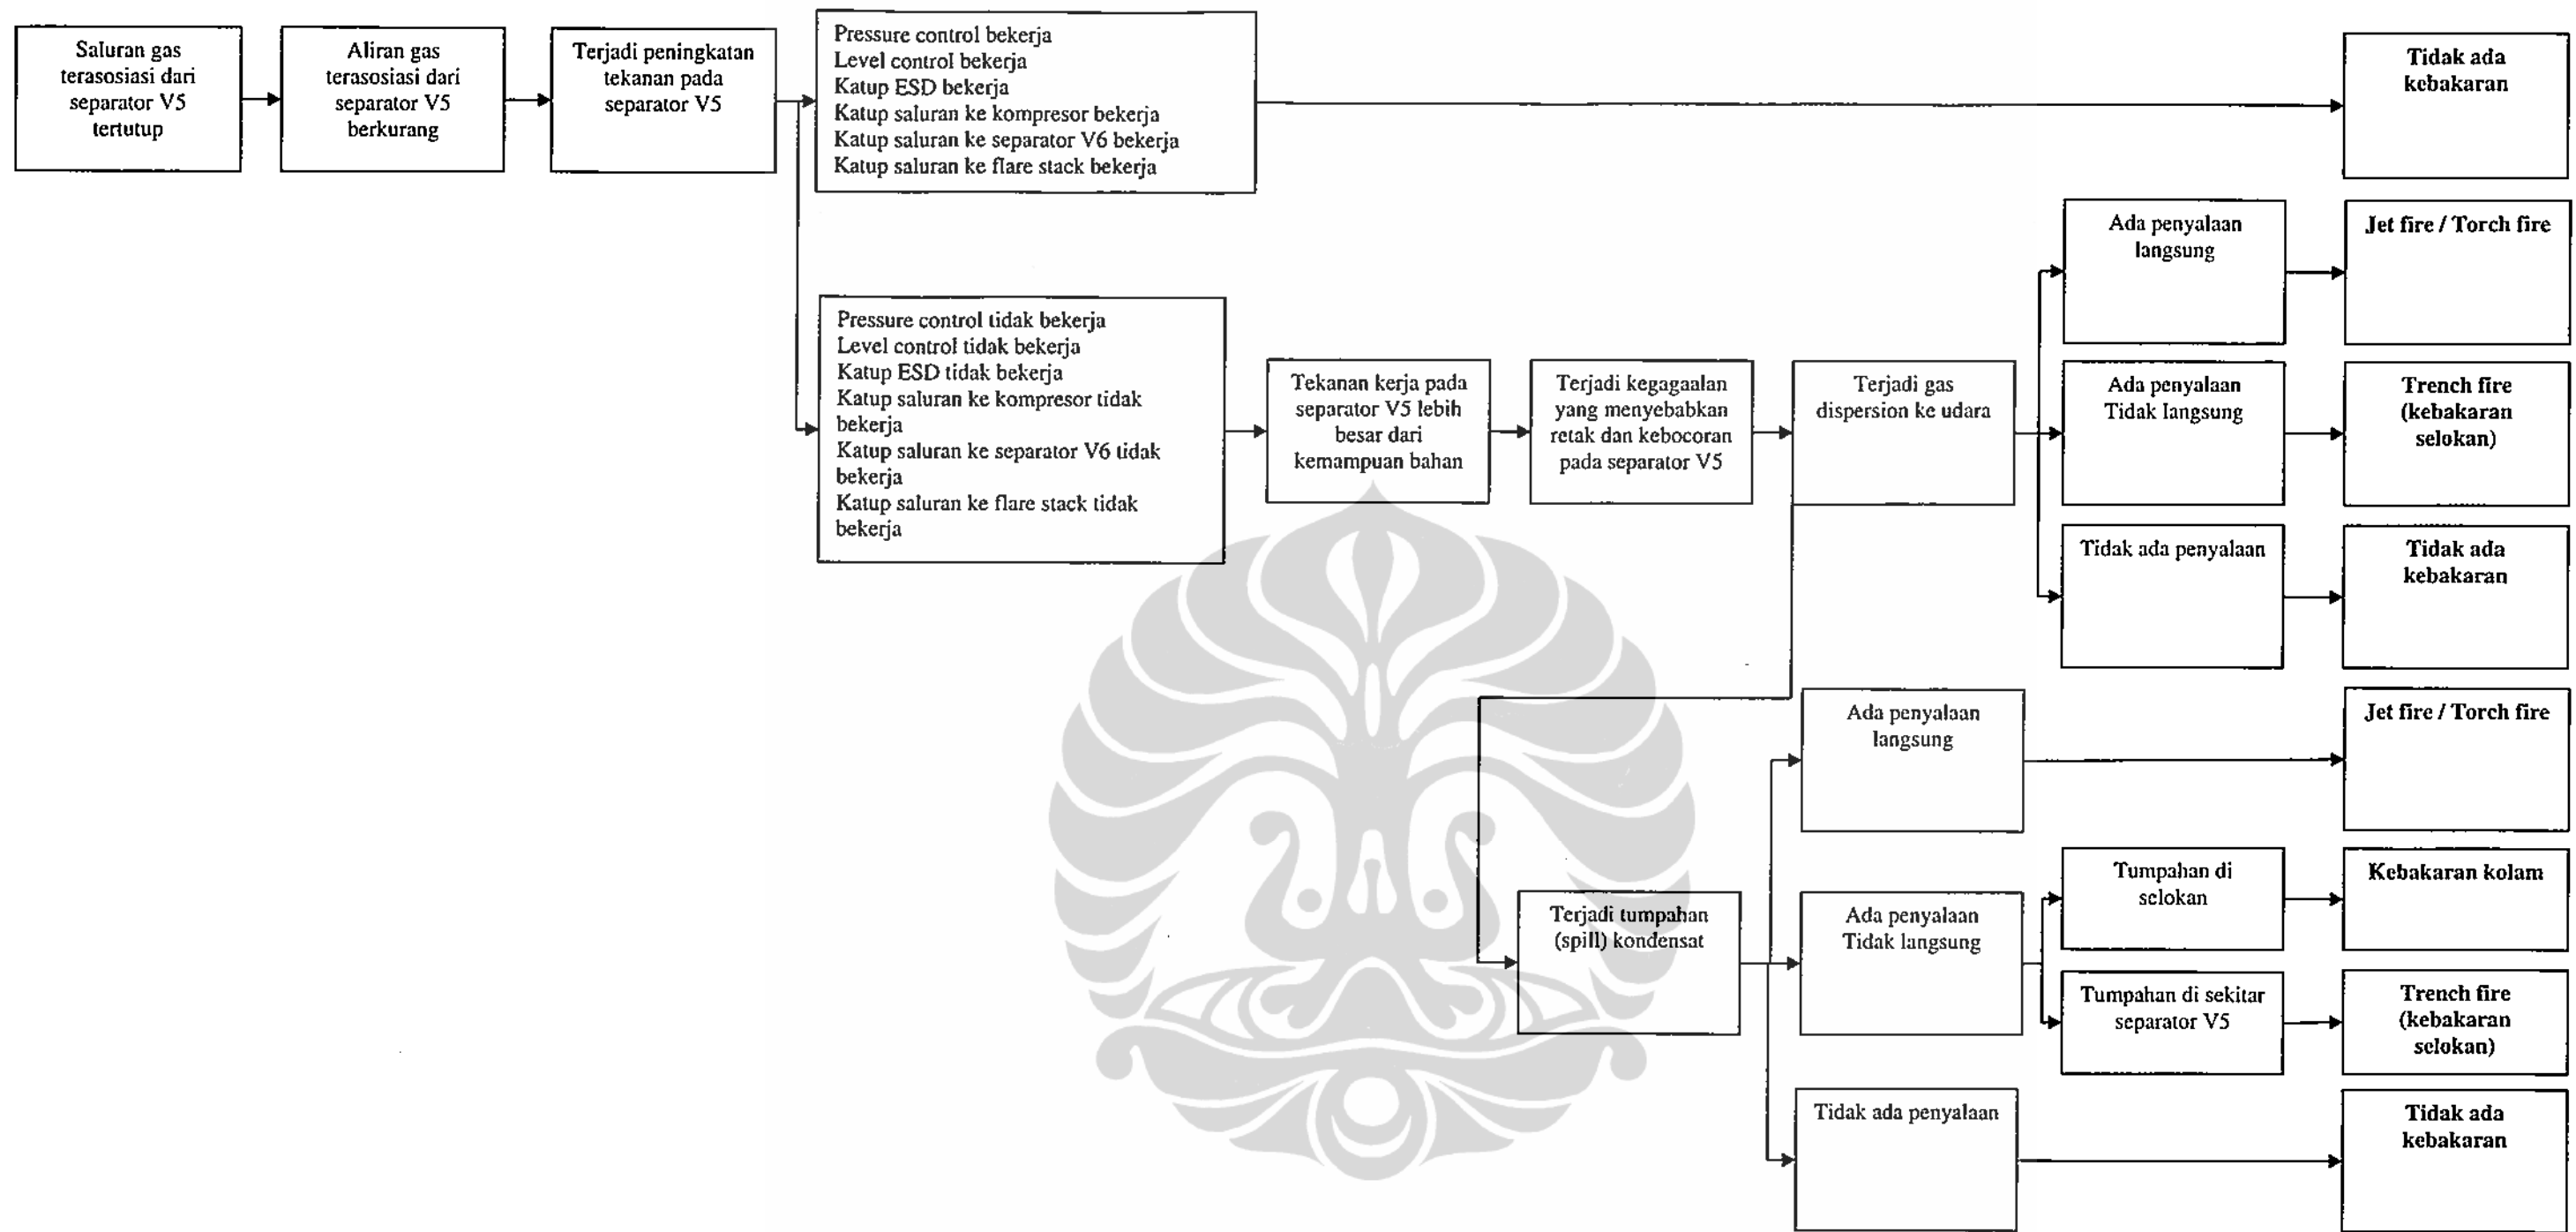 Saluran gas
terasosiasi dari
separator V5
tertutup
Aliran gas
terasosiasi dari
separator V5
berkurang
Terjadi peningkatan
tekanan pada
separator V5
Pressure control bekerja
Level control bekerja
Katup ESD bekerja
Katup saluran ke kompresor bekerja
Katup saluran ke separator V6 bekerja
Katup saluran ke flare stack bekerja
Tidak ada
kebakaran
Pressure control tidak bekerja
Level control tidak bekerja
Katup ESD tidak bekerja
Katup saluran ke kompresor tidak
bekerja
Katup saluran ke separator V6 tidak
bekerja
Katup saluran ke flare stack tidak
bekerja
Tekanan kerja pada
separator V5 lebih
besar dari
kemampuan bahan
Terjadi kegagaalan
yang menyebabkan
retak dan kebocoran
pada separator V5
Terjadi gas
dispersion ke udara
Ada penyalaan
langsung
Jet fire / Torch fire
Ada penyalaan
Tidak langsung
Trench fire
(kebakaran
selokan)
Tidak ada penyalaan
Tidak ada
kebakaran
Terjadi tumpahan
(spill) kondensat
Ada penyalaan
langsung
Jet fire / Torch fire
Ada penyalaan
Tidak langsung
Tumpahan di
selokan
Kebakaran kolam
Tumpahan di sekitar
separator V5
Trench fire
(kebakaran
selokan)
Tidak ada penyalaan
Tidak ada
kebakaran